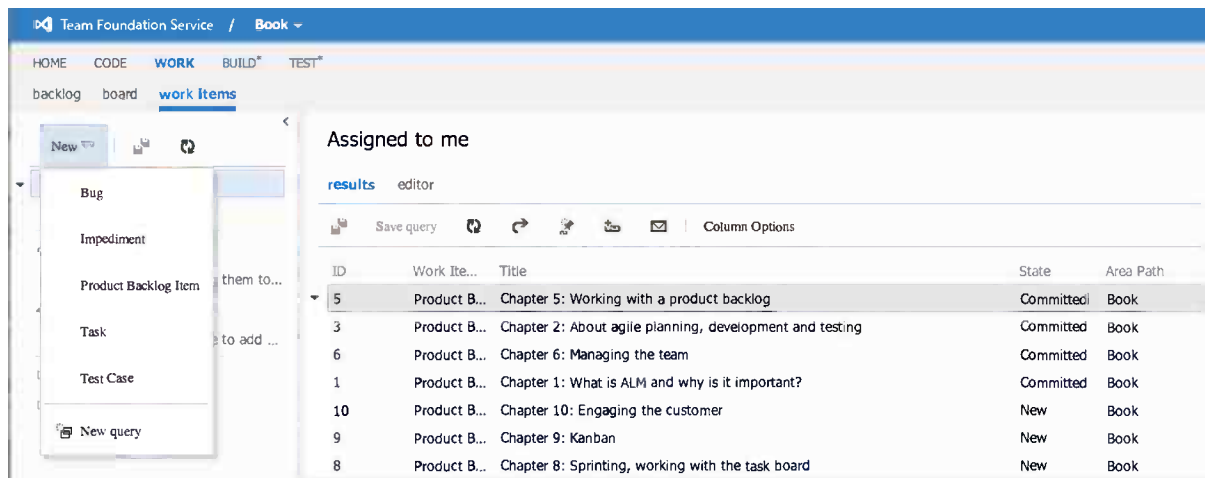 Team Foundation Service / Book
HOME CODE WORK BUILD* TEST*
backlog board work items
New
Bug
Impediment
Product Backlog Item
them to...
Task
e to add ...
Test Case
New query
Assigned to me
results editor
Save query Column Options
ID Work Ite... Title State Area Path
5 Product B... Chapter 5: Working with a product backlog Committed Book
3 Product B... Chapter 2: About agile planning, development and testing Committed Book
6 Product B... Chapter 6: Managing the team Committed Book
1 Product B... Chapter 1: What is ALM and why is it important? Committed Book
10 Product B... Chapter 10: Engaging the customer New Book
9 Product B... Chapter 9: Kanban New Book
8 Product B... Chapter 8: Sprinting, working with the task board New Book